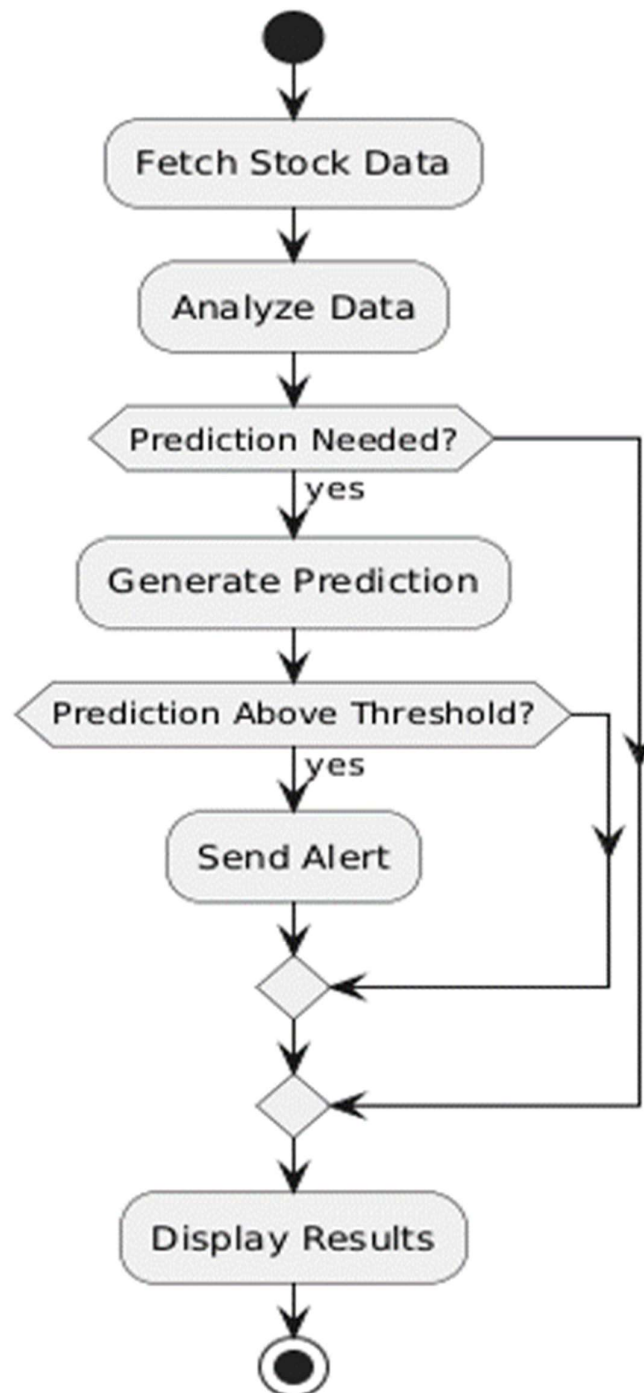 Fetch Stock Data
Analyze Data
Prediction Needed?
yes
Generate Prediction
Prediction Above Threshold?
yes
Send Alert
Display Results